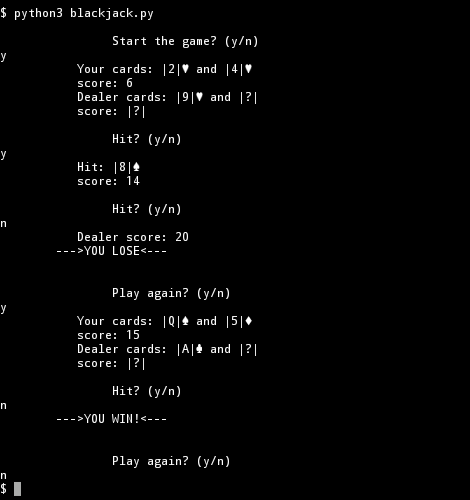 $ python3 blackjack.py
Start the game? (y/n)
y
Your cards: |2|♥ and |4|♥
score: 6
Dealer cards: |9|♥ and |?|
score: |?|
Hit? (y/n)
y
Hit: |8|♠
score: 14
Hit? (y/n)
n
Dealer score: 20
--->YOU LOSE<---
Play again? (y/n)
y
Your cards: |Q|♠ and |5|♦
score: 15
Dealer cards: |A|♣ and |?|
score: |?|
Hit? (y/n)
n
--->YOU WIN!<---
Play again? (y/n)
n
$